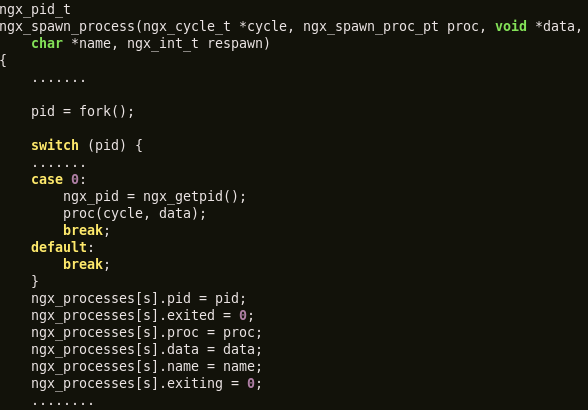 ngx_pid_t
ngx_spawn_process(ngx_cycle_t *cycle, ngx_spawn_proc_pt proc, void *data,
    char *name, ngx_int_t respawn)
{
    .......

    pid = fork();

    switch (pid) {
    .......
    case 0:
        ngx_pid = ngx_getpid();
        proc(cycle, data);
        break;
    default:
        break;
    }
    ngx_processes[s].pid = pid;
    ngx_processes[s].exited = 0;
    ngx_processes[s].proc = proc;
    ngx_processes[s].data = data;
    ngx_processes[s].name = name;
    ngx_processes[s].exiting = 0;
    ........